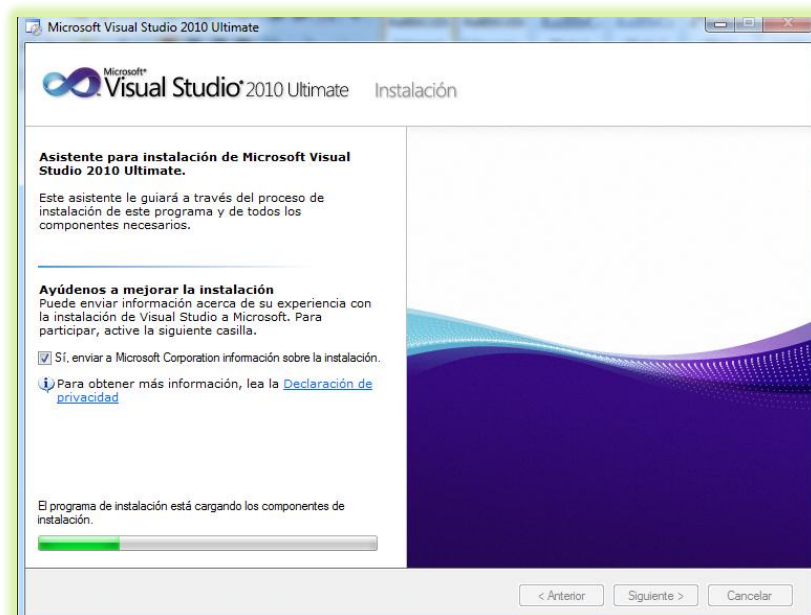 Microsoft Visual Studio 2010 Ultimate
Microsoft®
Visual Studio® 2010 Ultimate Instalación
Asistente para instalación de Microsoft Visual
Studio 2010 Ultimate.
Este asistente le guiará a través del proceso de
instalación de este programa y de todos los
componentes necesarios.
Ayúdenos a mejorar la instalación
Puede enviar información acerca de su experiencia con
la instalación de Visual Studio a Microsoft. Para
participar, active la siguiente casilla.
Sí, enviar a Microsoft Corporation información sobre la instalación.
Para obtener más información, lea la Declaración de
privacidad
El programa de instalación está cargando los componentes de
instalación.
< Anterior Siguiente > Cancelar